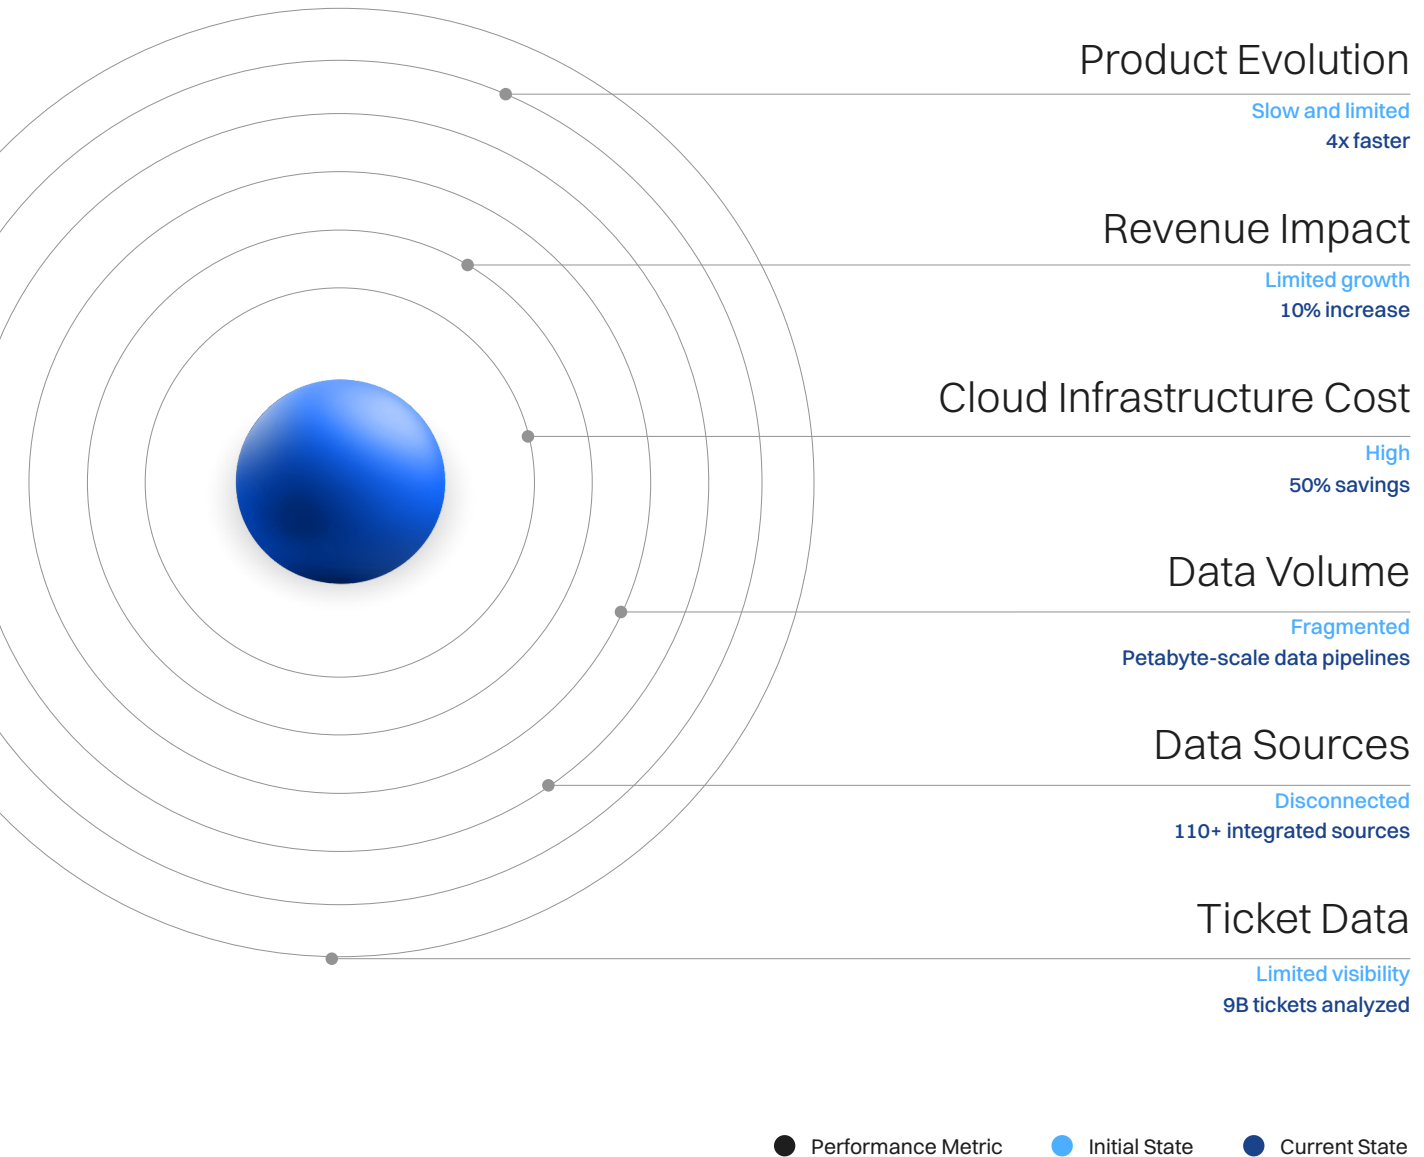 Product Evolution
Slow and limited
4x faster
Revenue Impact
Limited growth
10% increase
Cloud Infrastructure Cost
High
50% savings
Data Volume
Fragmented
Petabyte-scale data pipelines
Data Sources
Disconnected
110+ integrated sources
Ticket Data
Limited visibility
9B tickets analyzed
Performance Metric
Initial State
Current State